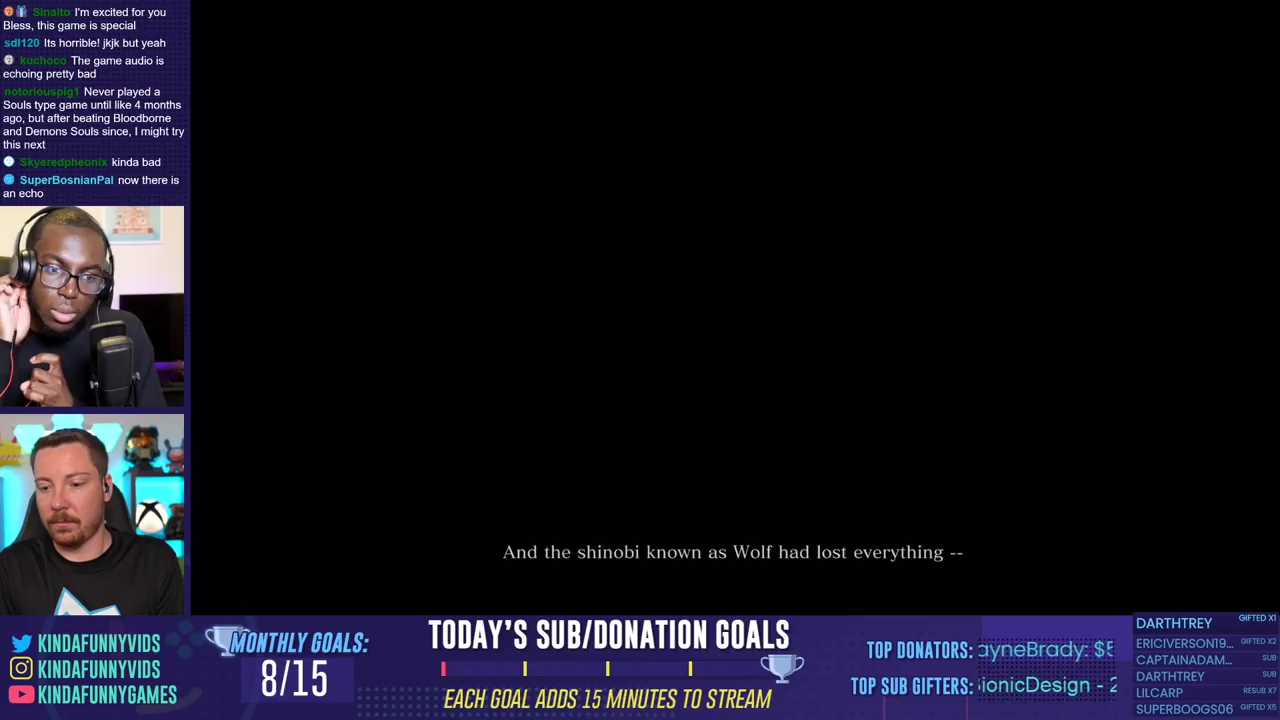 Sinalto I'm excited for you
Bless, this game is special
sdl120 Its horrible! jkjk but yeah
kuchoco The game audio is
echoing pretty bad
notoriouspig1 Never played a
Souls type game until like 4 months
ago, but after beating Bloodborne
and Demons Souls since, I might try
this next
Skyeredpheonix kinda bad
SuperBosnianPal now there is
an echo
And the shinobi known as Wolf had lost everything --
KINDAFUNNYVIDS
KINDAFUNNYVIDS
KINDAFUNNYGAMES
MONTHLY GOALS:
8/15
TODAY'S SUB/DONATION GOALS
EACH GOAL ADDS 15 MINUTES TO STREAM
TOP DONATORS: ayneBrady: $5
TOP SUB GIFTERS: ionicDesign - 2
DARTHTREY GIFTED X1
ERICIVERSON19... GIFTED X2
CAPTAINADAM... SUB
DARTHTREY SUB
LILCARP RESUB X7
SUPERBOOGS06 GIFTED X5